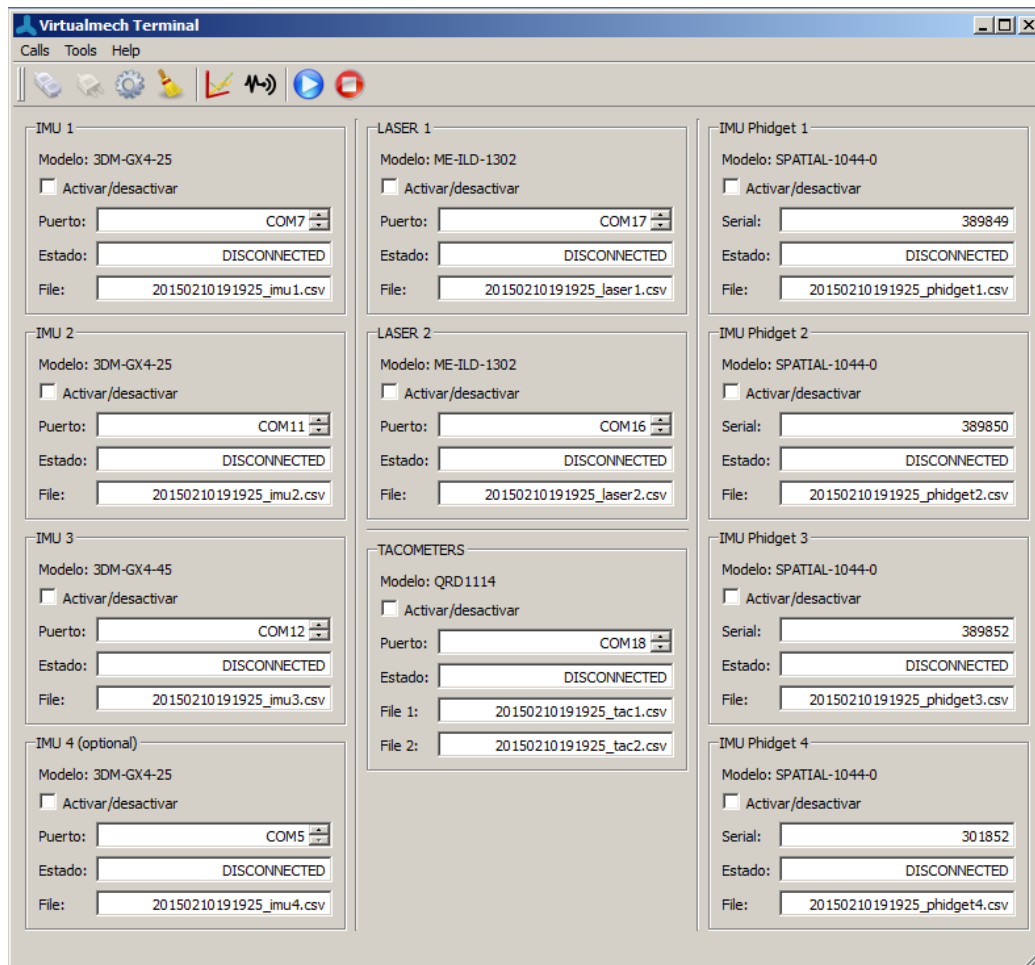 Virtualmech Terminal
Calls Tools Help
IMU 1
Modelo: 3DM-GX4-25
Activar/desactivar
Puerto: COM7
Estado: DISCONNECTED
File: 20150210191925_imu1.csv
IMU 2
Modelo: 3DM-GX4-25
Activar/desactivar
Puerto: COM11
Estado: DISCONNECTED
File: 20150210191925_imu2.csv
IMU 3
Modelo: 3DM-GX4-45
Activar/desactivar
Puerto: COM12
Estado: DISCONNECTED
File: 20150210191925_imu3.csv
IMU 4 (optional)
Modelo: 3DM-GX4-25
Activar/desactivar
Puerto: COM5
Estado: DISCONNECTED
File: 20150210191925_imu4.csv
LASER 1
Modelo: ME-ILD-1302
Activar/desactivar
Puerto: COM17
Estado: DISCONNECTED
File: 20150210191925_laser1.csv
LASER 2
Modelo: ME-ILD-1302
Activar/desactivar
Puerto: COM16
Estado: DISCONNECTED
File: 20150210191925_laser2.csv
TACOMETERS
Modelo: QRD1114
Activar/desactivar
Puerto: COM18
Estado: DISCONNECTED
File 1: 20150210191925_tac1.csv
File 2: 20150210191925_tac2.csv
IMU Phidget 1
Modelo: SPATIAL-1044-0
Activar/desactivar
Serial: 389849
Estado: DISCONNECTED
File: 20150210191925_phidget1.csv
IMU Phidget 2
Modelo: SPATIAL-1044-0
Activar/desactivar
Serial: 389850
Estado: DISCONNECTED
File: 20150210191925_phidget2.csv
IMU Phidget 3
Modelo: SPATIAL-1044-0
Activar/desactivar
Serial: 389852
Estado: DISCONNECTED
File: 20150210191925_phidget3.csv
IMU Phidget 4
Modelo: SPATIAL-1044-0
Activar/desactivar
Serial: 301852
Estado: DISCONNECTED
File: 20150210191925_phidget4.csv